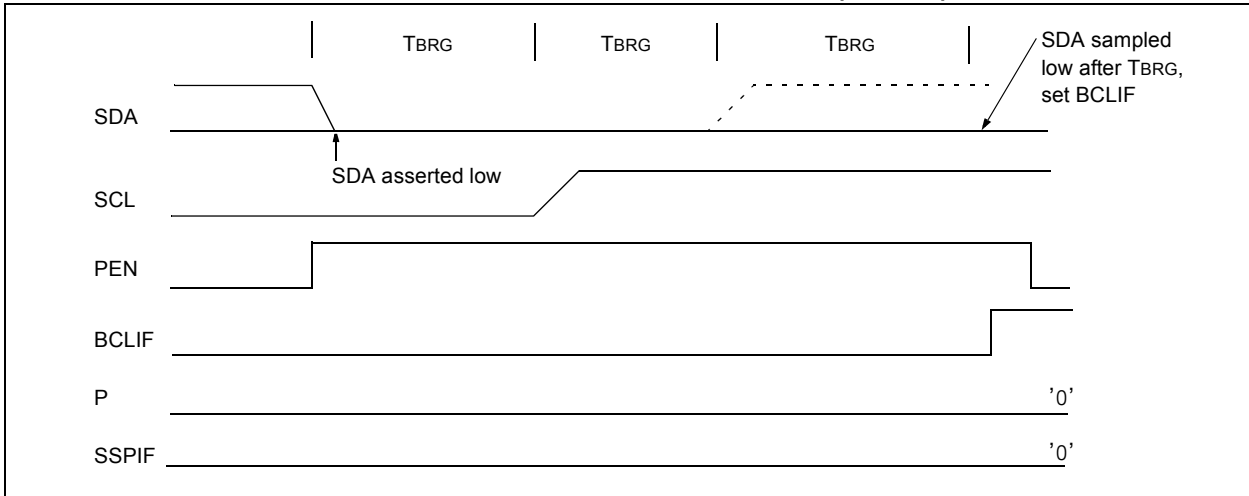 TBRG TBRG TBRG
SDA sampled
low after TBRG,
set BCLIF
SDA
SDA asserted low
SCL
PEN
BCLIF
P '0'
SSPIF '0'